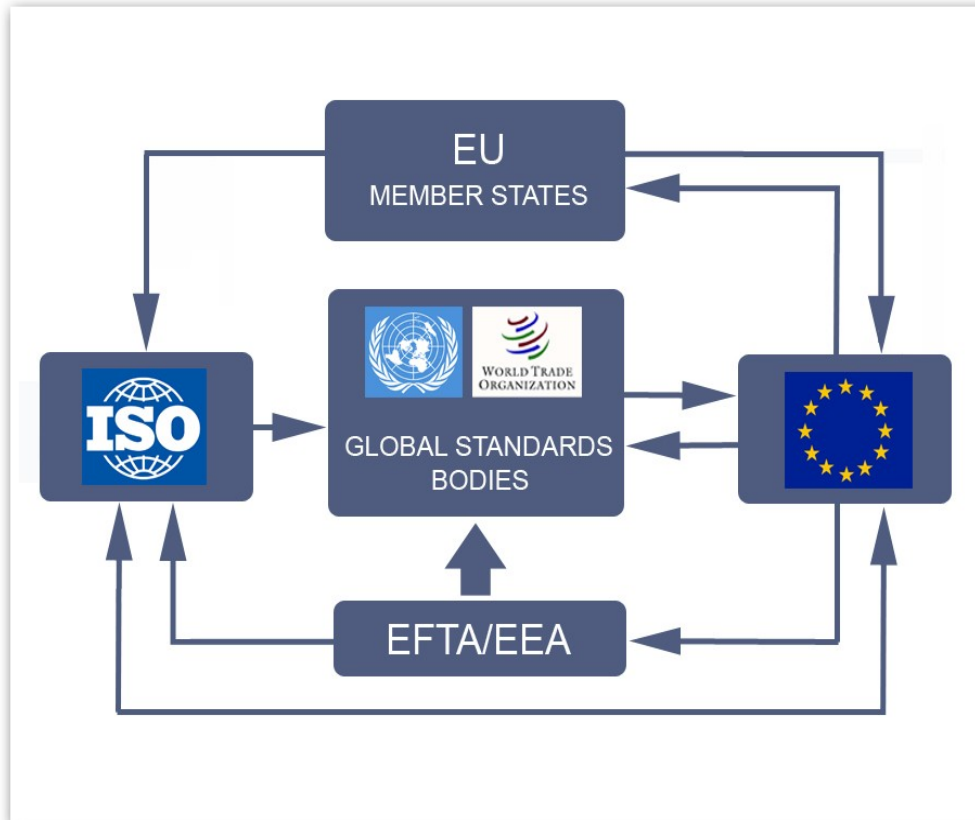 EU
MEMBER STATES
WORLD TRADE
ORGANIZATION
ISO
GLOBAL STANDARDS
BODIES
EFTA/EEA